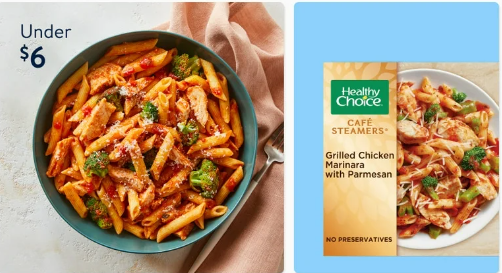 Under
$6
Healthy
Choice®
CAFÉ
STEAMERS®
Grilled Chicken
Marinara
with Parmesan
NO PRESERVATIVES